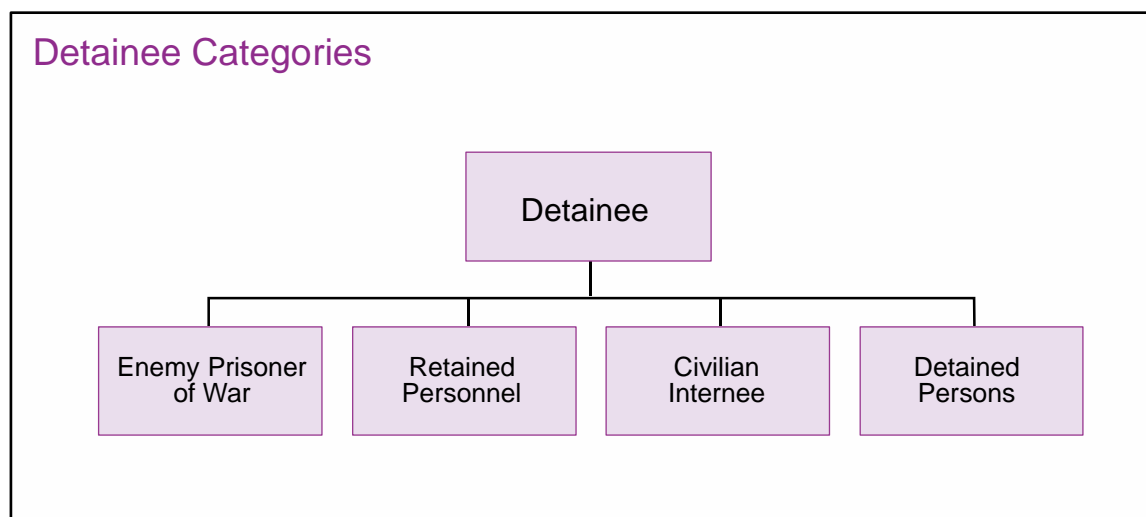 Detainee Categories
Detainee
Enemy Prisoner
of War
Retained
Personnel
Civilian
Internee
Detained
Persons